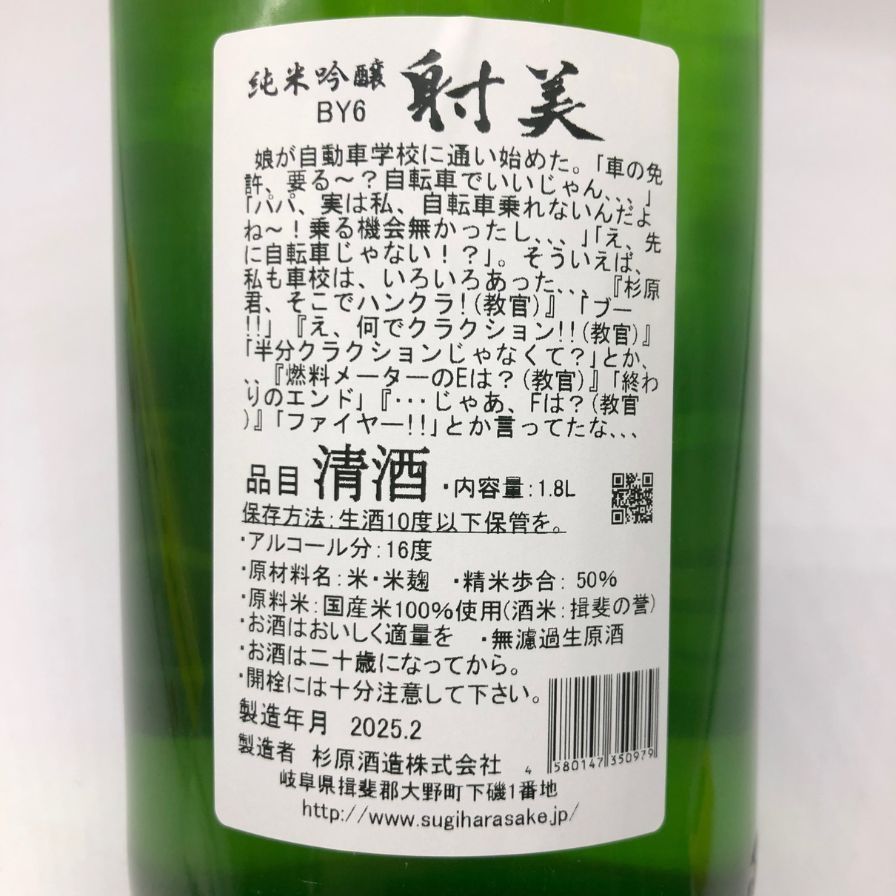 純米吟醸 射美
BY6
娘が自動車学校に通い始めた。「車の免
許、要る～？自転車でいいじゃん、、、」
「パパ、実は私、自転車乗れないんだよ
ね～！乗る機会無かったし、、、」「え、先
に自転車じゃない！？」。そういえば、
私も車校は、いろいろあった、、、『杉原
君、そこでハンクラ！(教官)』「ブー
!!」『え、何でクラクション!!(教官)』
「半分クラクションじゃなくて？」とか、
、、『燃料メーターのEは？(教官)』「終わ
りのエンド」『・・・じゃあ、Fは？(教官
)』「ファイヤー!!」とか言ってたな、、、
品目 清酒 ・内容量：1.8L
保存方法：生酒10度以下保管を。
・アルコール分：16度
・原材料名：米・米麹 ・精米歩合：50%
・原料米：国産米100%使用(酒米：揖斐の誉)
・お酒はおいしく適量を ・無濾過生原酒
・お酒は二十歳になってから。
・開栓には十分注意して下さい。
製造年月 2025.2
製造者 杉原酒造株式会社
4 580147 350979
岐阜県揖斐郡大野町下磯1番地
http://www.sugiharasake.jp/